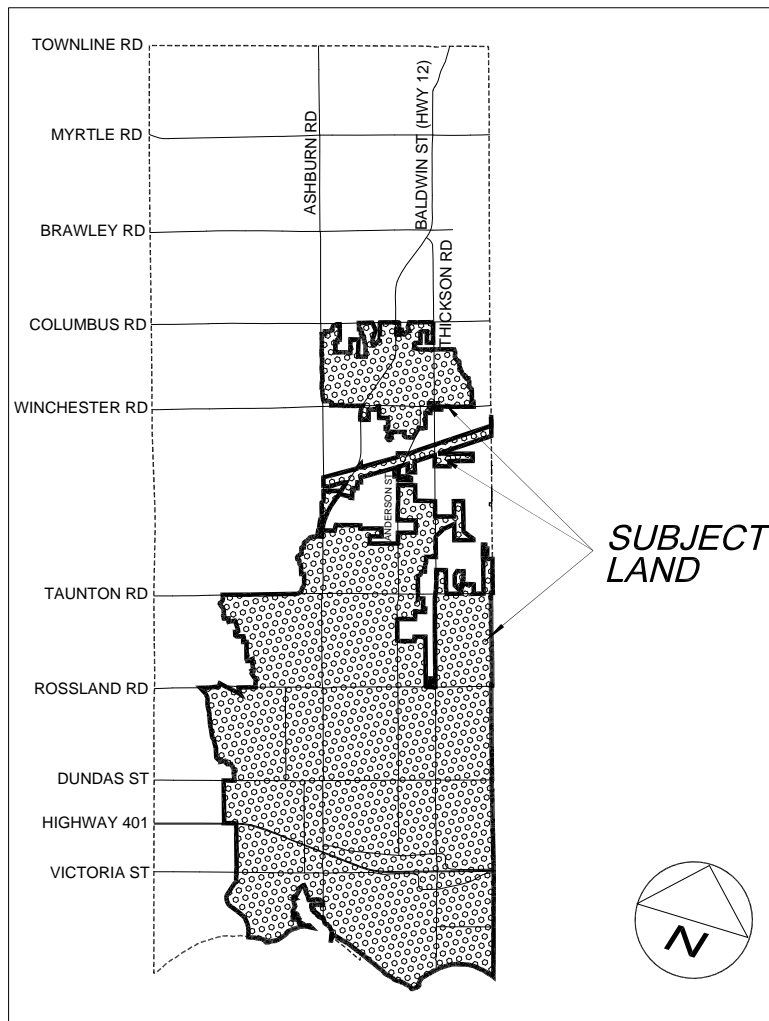 TOWNLINE RD
MYRTLE RD
BRAWLEY RD
COLUMBUS RD
WINCHESTER RD
TAUNTON RD
ROSSLAND RD
DUNDAS ST
HIGHWAY 401
VICTORIA ST
ASHBURN RD
BALDWIN ST (HWY 12)
THICKSON RD
ANDERSON ST
SUBJECT
LAND
N